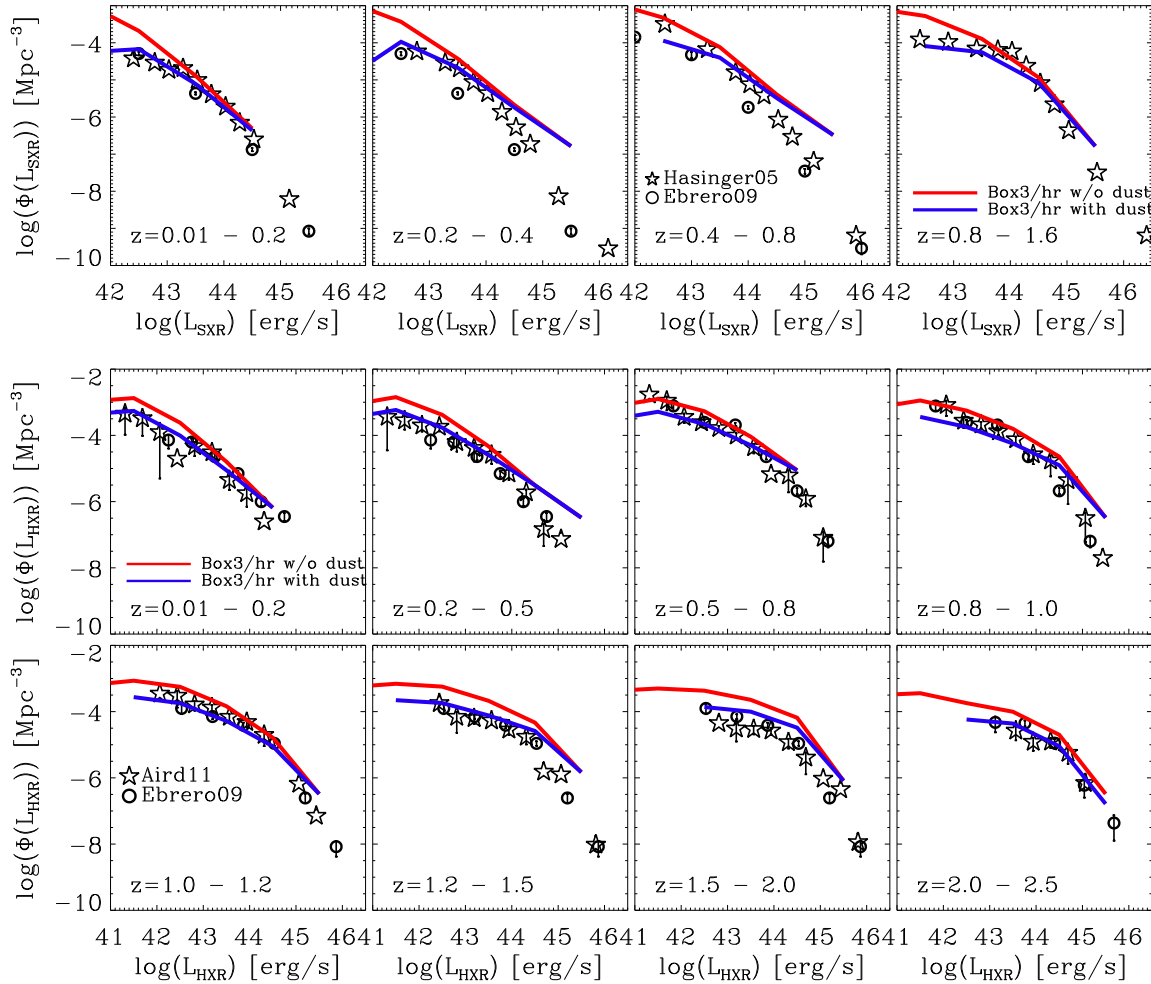 log(Φ(L_SXR)) [Mpc⁻³]
−4
−6
−8
−10
z=0.01 − 0.2
z=0.2 − 0.4
Hasinger05
Ebrero09
z=0.4 − 0.8
Box3/hr w/o dust
Box3/hr with dust
z=0.8 − 1.6
42 43 44 45 46
42 43 44 45 46
42 43 44 45 46
42 43 44 45 46
log(L_SXR) [erg/s]
log(L_SXR) [erg/s]
log(L_SXR) [erg/s]
log(L_SXR) [erg/s]
log(Φ(L_HXR)) [Mpc⁻³]
−2
−4
−6
−8
−10
Box3/hr w/o dust
Box3/hr with dust
z=0.01 − 0.2
z=0.2 − 0.5
z=0.5 − 0.8
z=0.8 − 1.0
log(Φ(L_HXR)) [Mpc⁻³]
−2
−4
−6
−8
−10
Aird11
Ebrero09
z=1.0 − 1.2
z=1.2 − 1.5
z=1.5 − 2.0
z=2.0 − 2.5
41 42 43 44 45 4641 42 43 44 45 4641 42 43 44 45 4641 42 43 44 45 46
log(L_HXR) [erg/s]
log(L_HXR) [erg/s]
log(L_HXR) [erg/s]
log(L_HXR) [erg/s]